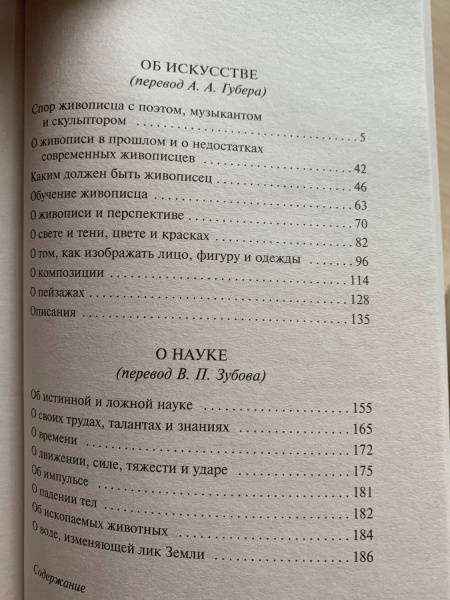 ОБ ИСКУССТВЕ
(перевод А. А. Губера)
Спор живописца с поэтом, музыкантом
и скульптором 5
О живописи в прошлом и о недостатках
современных живописцев 42
Каким должен быть живописец 46
Обучение живописца 63
О живописи и перспективе 70
О свете и тени, цвете и красках 82
О том, как изображать лицо, фигуру и одежды 96
О композиции 114
О пейзажах 128
Описания 135
О НАУКЕ
(перевод В. П. Зубова)
Об истинной и ложной науке 155
О своих трудах, талантах и знаниях 165
О времени 172
О движении, силе, тяжести и ударе 175
Об импульсе 181
О падении тел 182
Об ископаемых животных 184
О воде, изменяющей лик Земли 186
Содержание